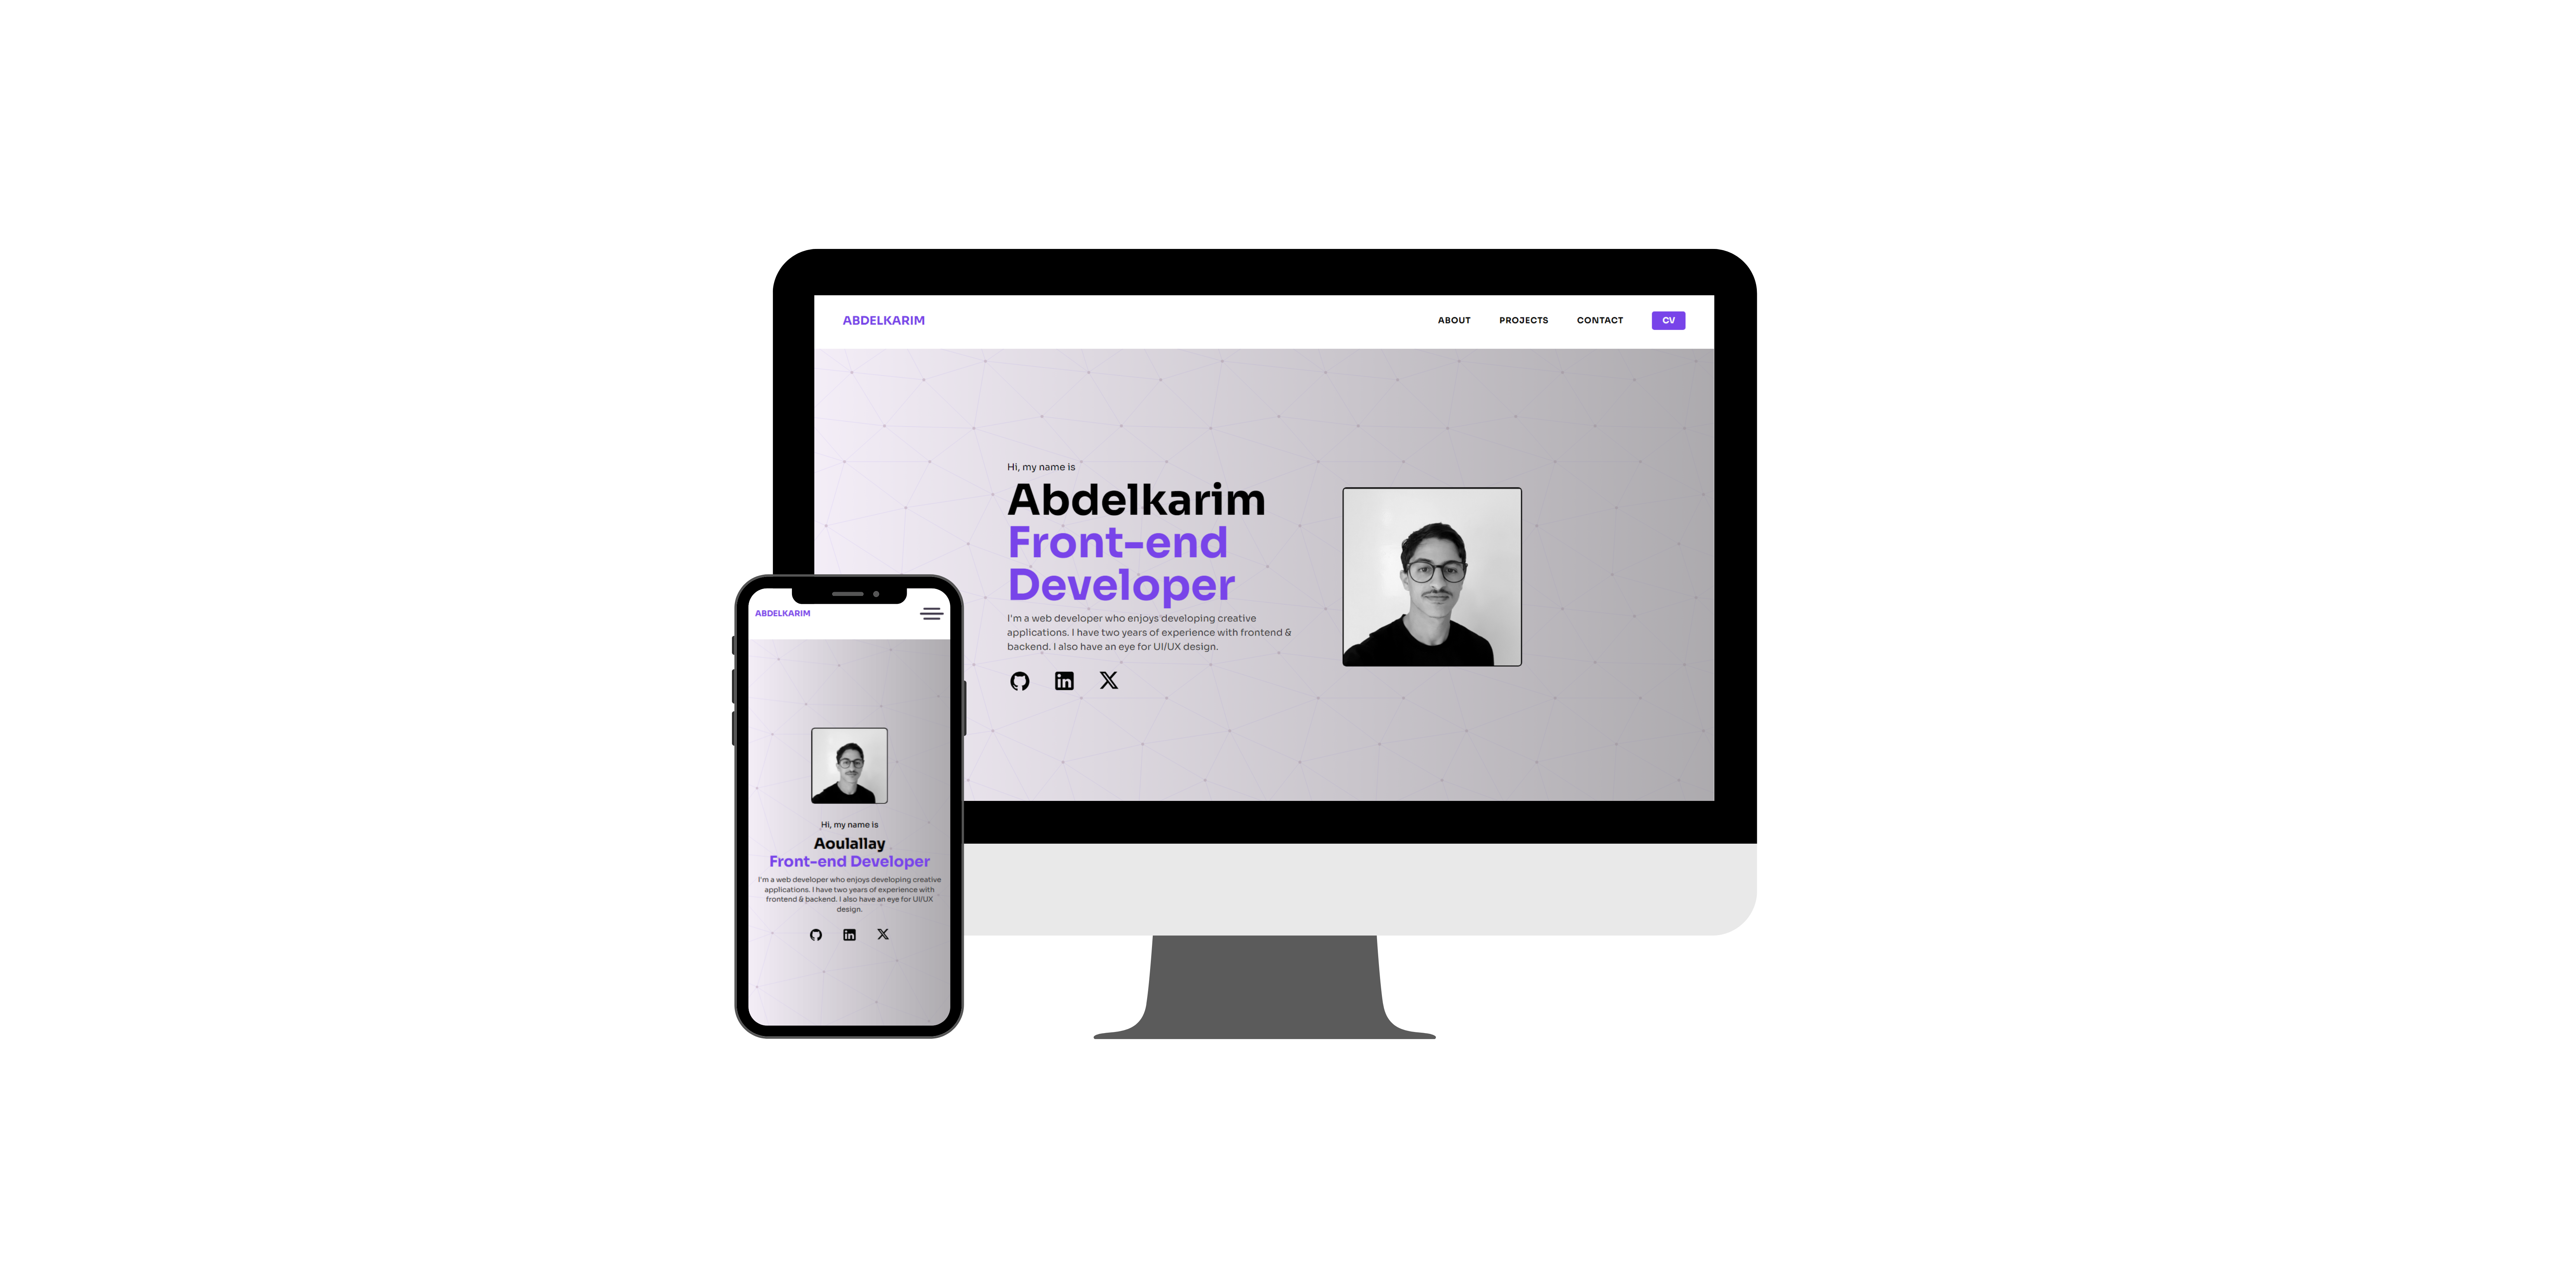 ABDELKARIM
ABOUT PROJECTS CONTACT CV
Hi, my name is
Abdelkarim
Front-end
Developer
I'm a web developer who enjoys developing creative
applications. I have two years of experience with frontend &
backend. I also have an eye for UI/UX design.
ABDELKARIM
Hi, my name is
Aoulallay
Front-end Developer
I'm a web developer who enjoys developing creative
applications. I have two years of experience with
frontend & backend. I also have an eye for UI/UX
design.